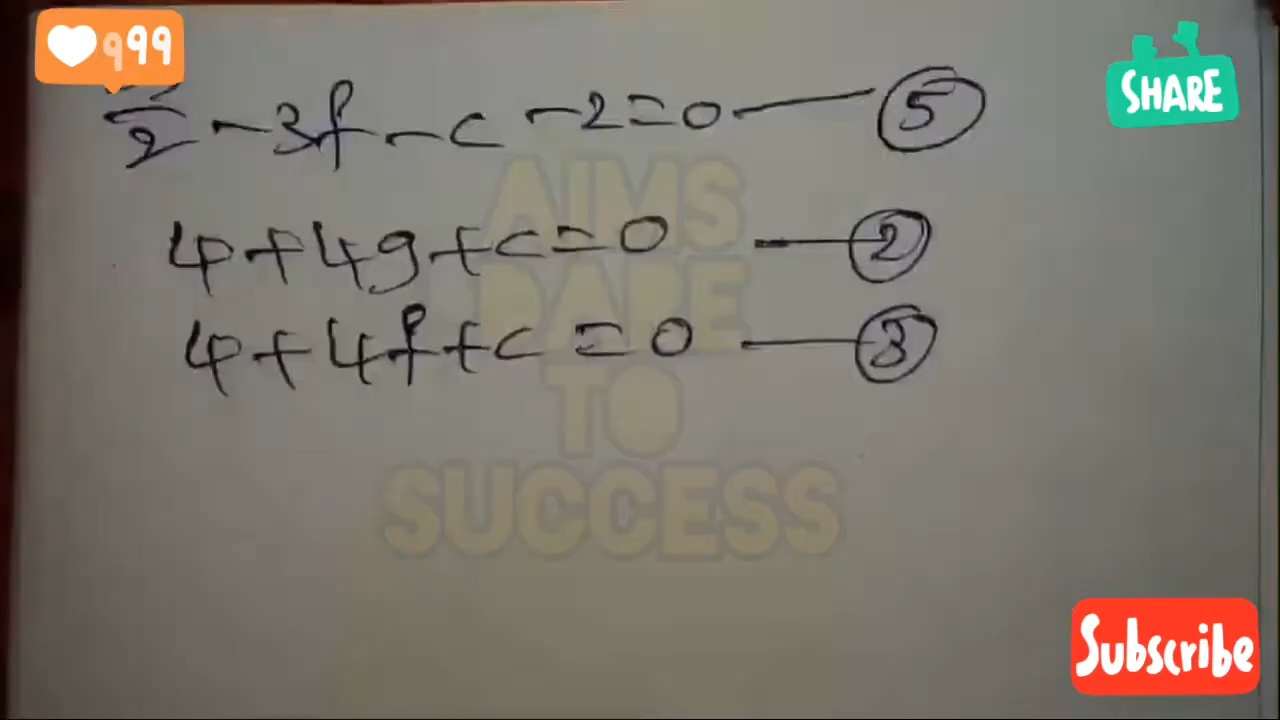 999
SHARE
/2 - 3f - c - 2 = 0 — ⑤
4 + 4g + c = 0 — ②
4 + 4f + c = 0 — ③
AIMS
DARE
TO
SUCCESS
Subscribe